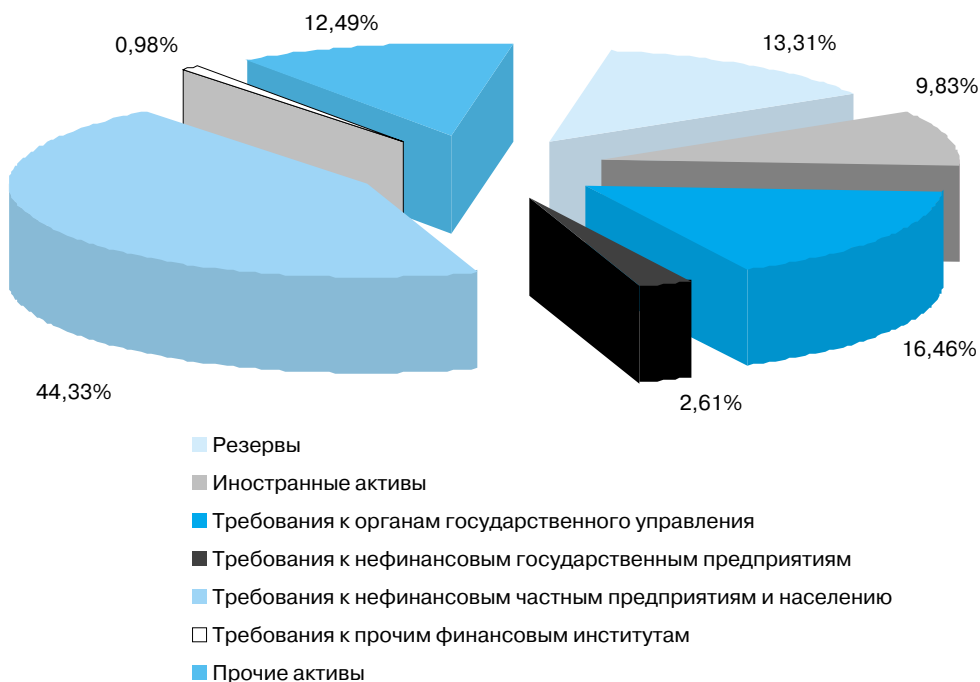 12,49%
0,98%
13,31%
9,83%
16,46%
44,33%
2,61%
Резервы
Иностранные активы
Требования к органам государственного управления
Требования к нефинансовым государственным предприятиям
Требования к нефинансовым частным предприятиям и населению
Требования к прочим финансовым институтам
Прочие активы